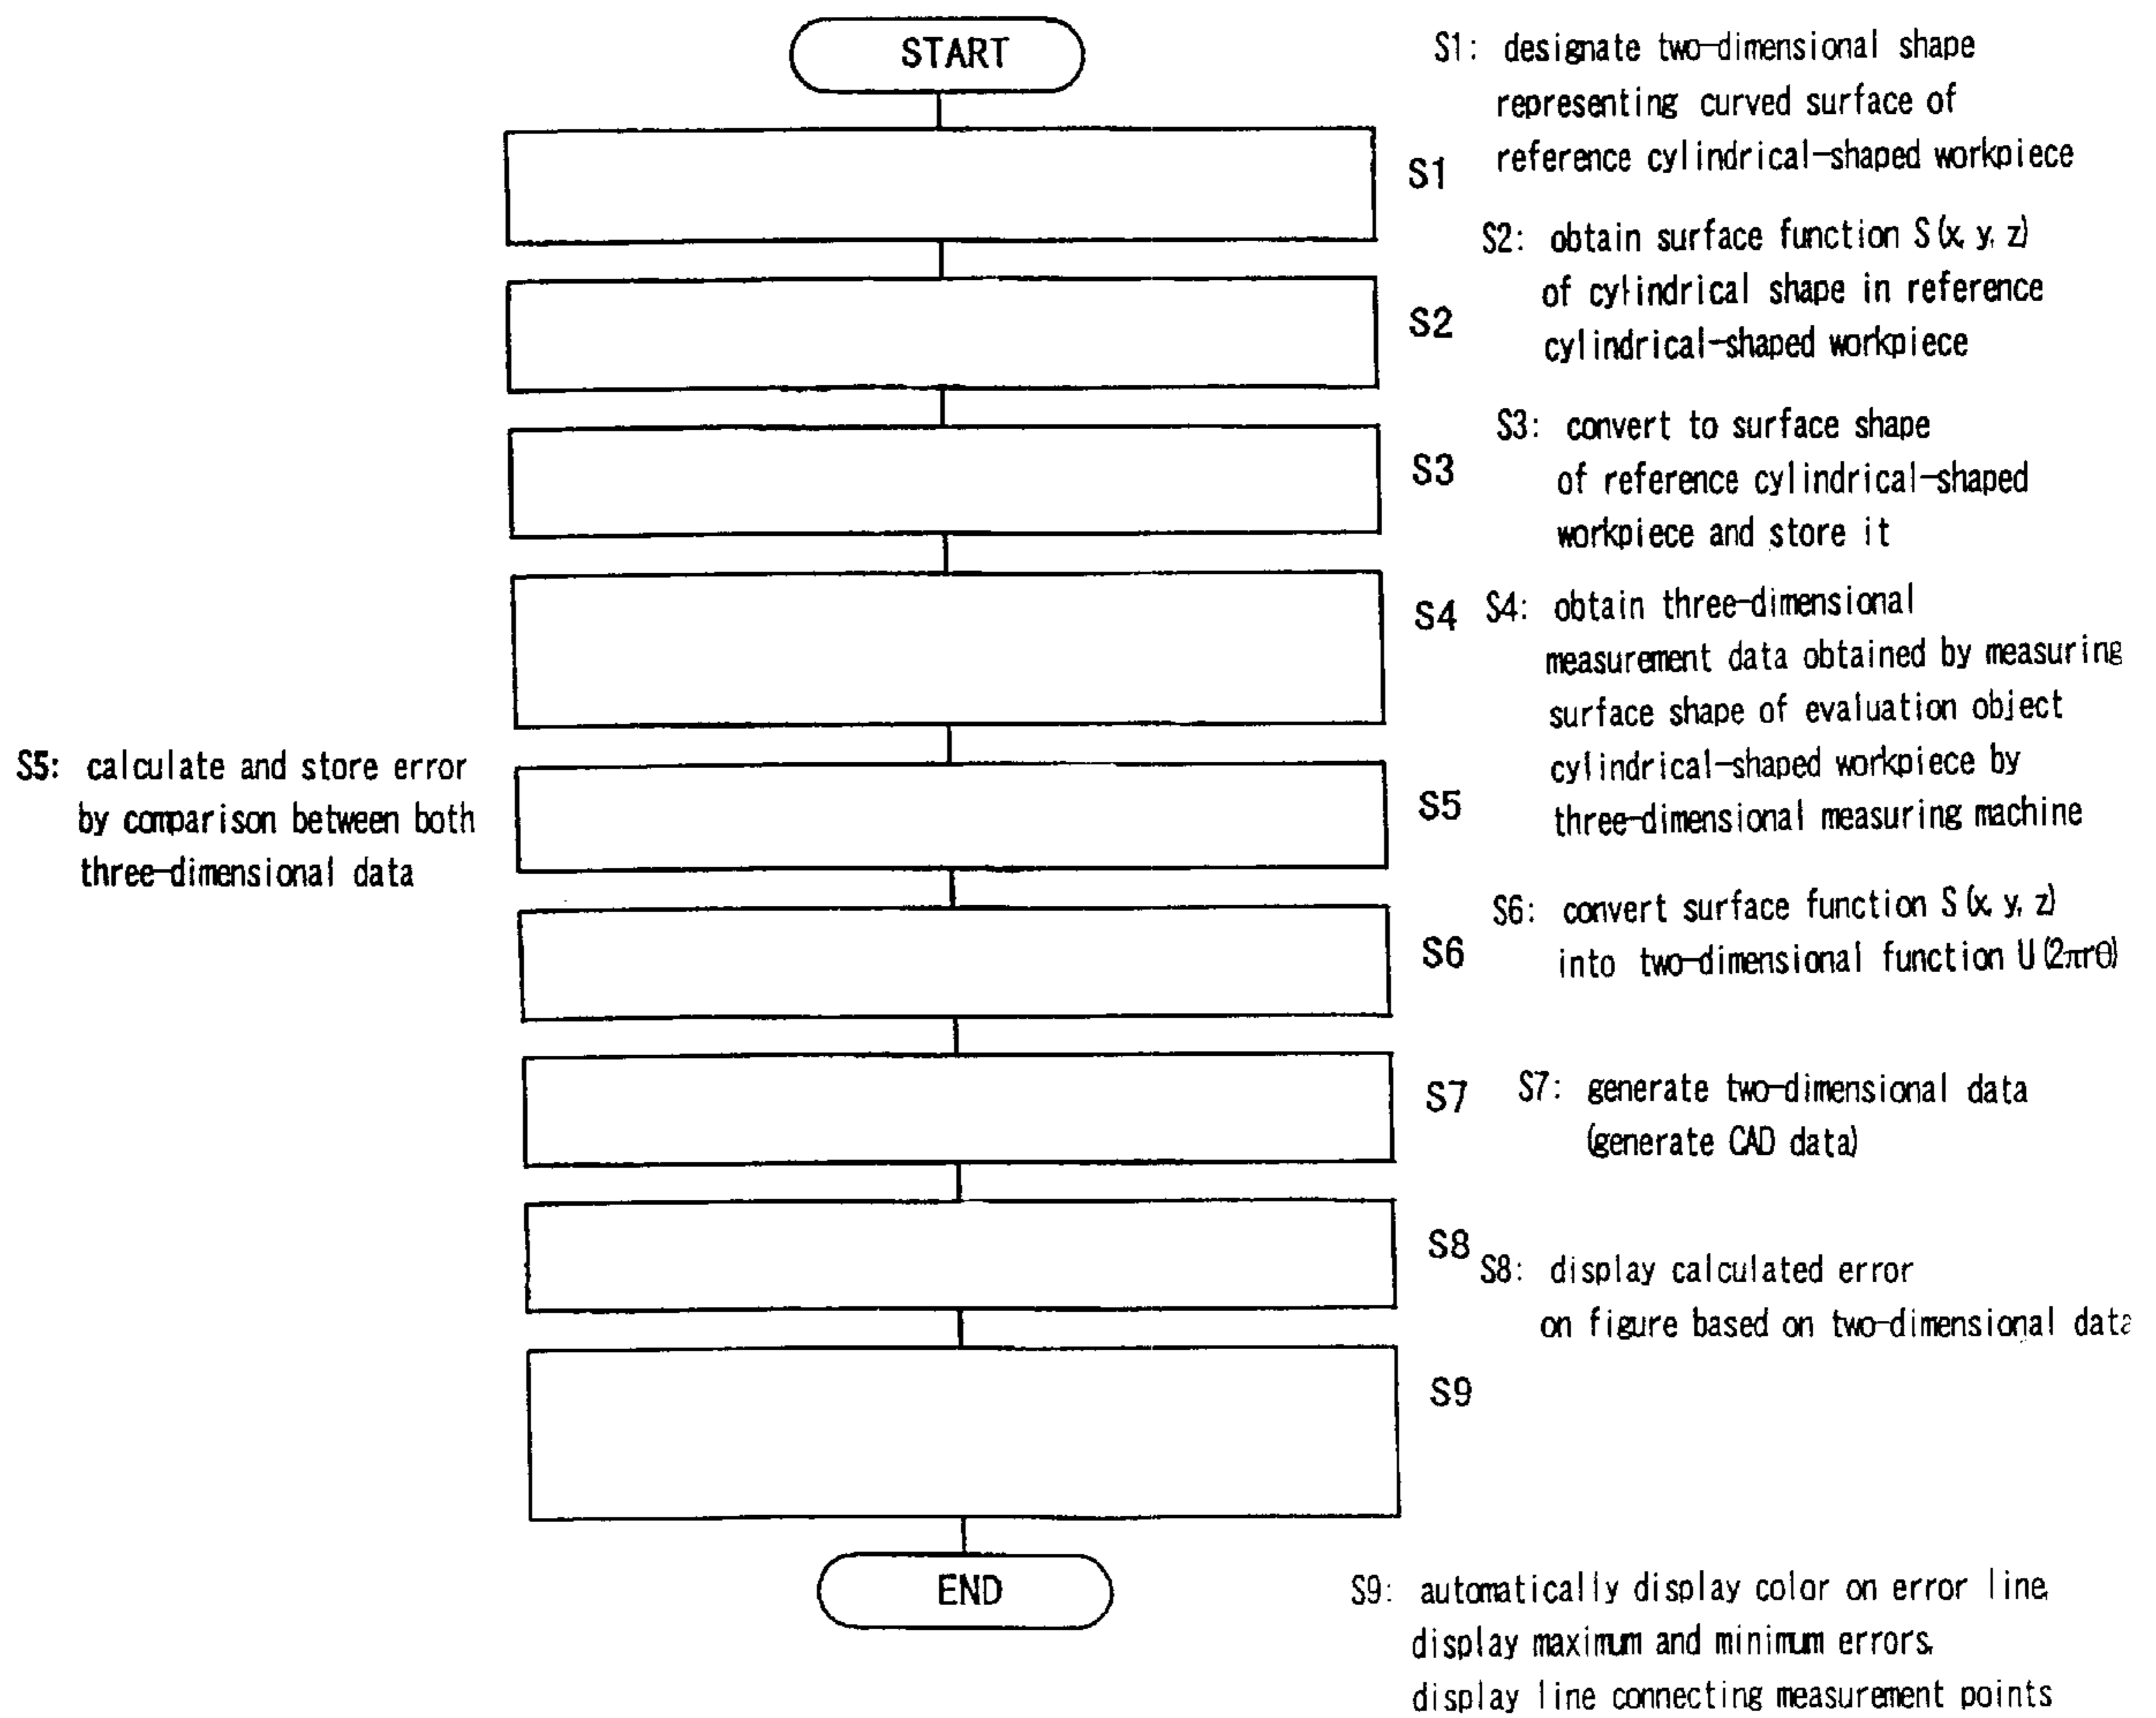 START
S1
S1: designate two-dimensional shape
representing curved surface of
reference cylindrical-shaped workpiece
S2
S2: obtain surface function S(x, y, z)
of cylindrical shape in reference
cylindrical-shaped workpiece
S3
S3: convert to surface shape
of reference cylindrical-shaped
workpiece and store it
S4
S4: obtain three-dimensional
measurement data obtained by measuring
surface shape of evaluation object
cylindrical-shaped workpiece by
three-dimensional measuring machine
S5: calculate and store error
by comparison between both
three-dimensional data
S5
S6
S6: convert surface function S(x, y, z)
into two-dimensional function U(2πrθ)
S7
S7: generate two-dimensional data
(generate CAD data)
S8
S8: display calculated error
on figure based on two-dimensional data
S9
END
S9: automatically display color on error line,
display maximum and minimum errors,
display line connecting measurement points